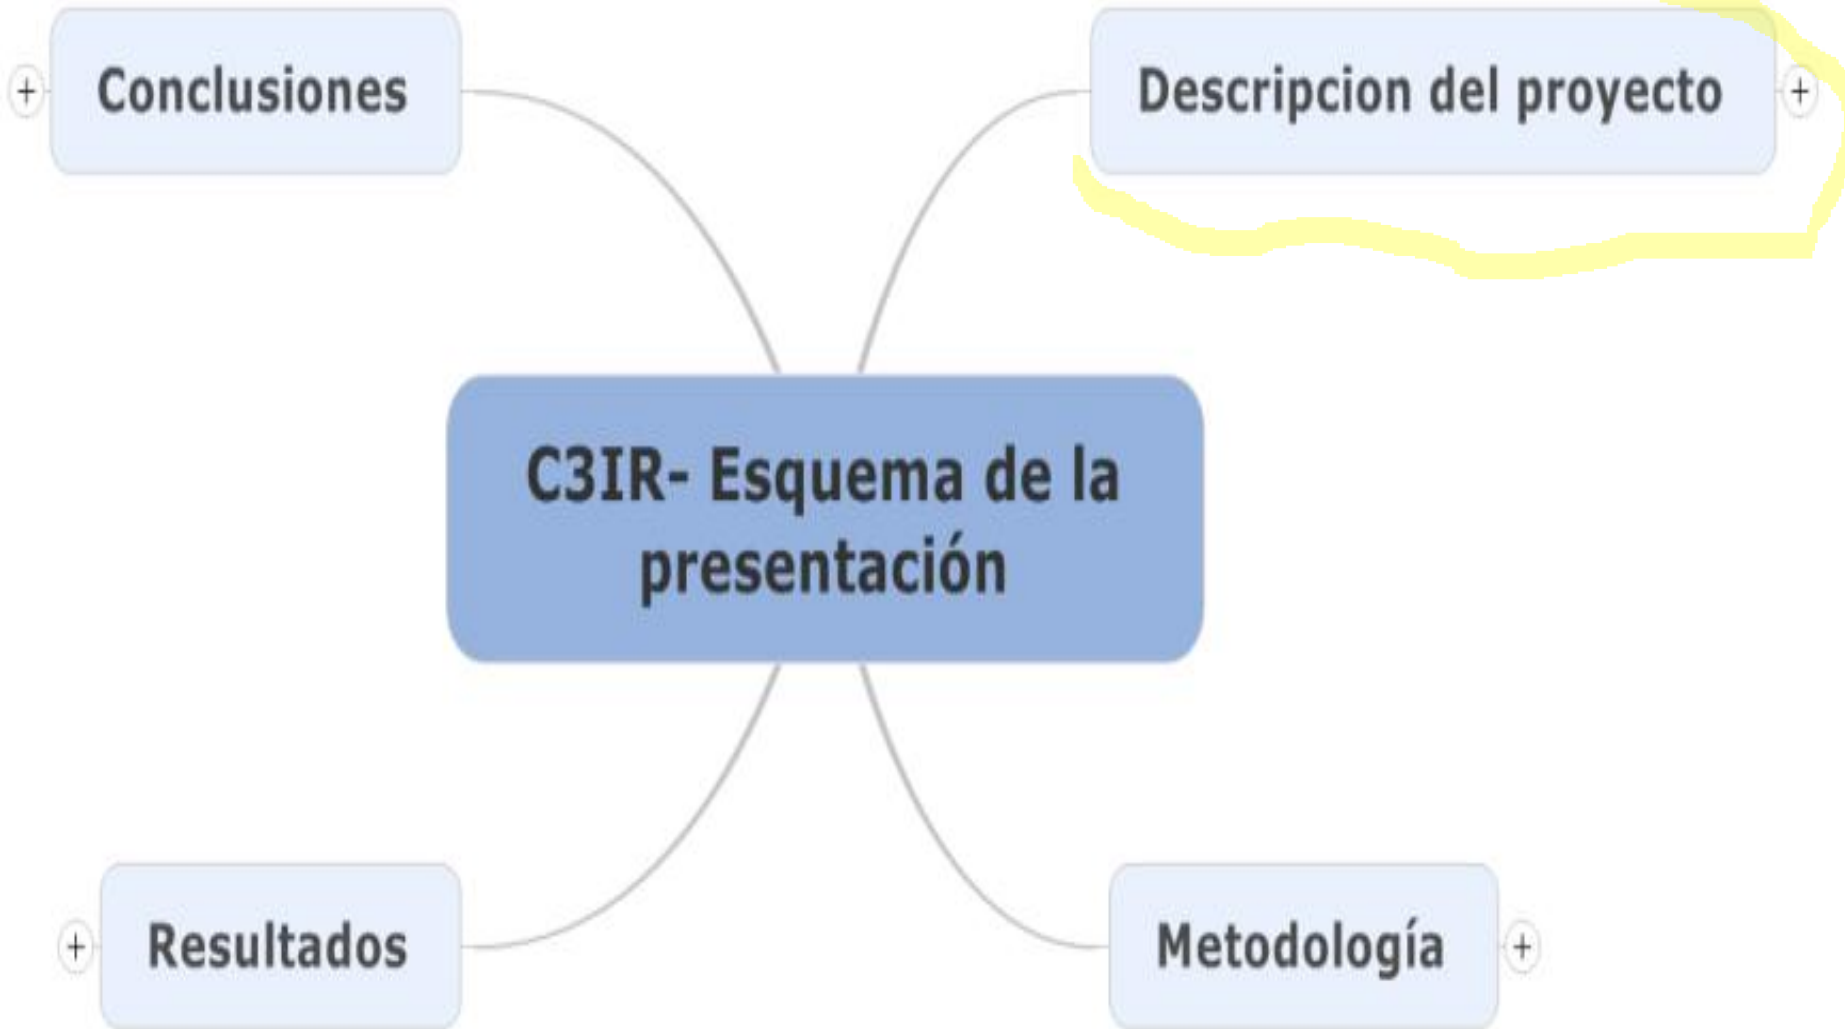 Conclusiones
Descripcion del proyecto
C3IR- Esquema de la
presentación
Resultados
Metodología